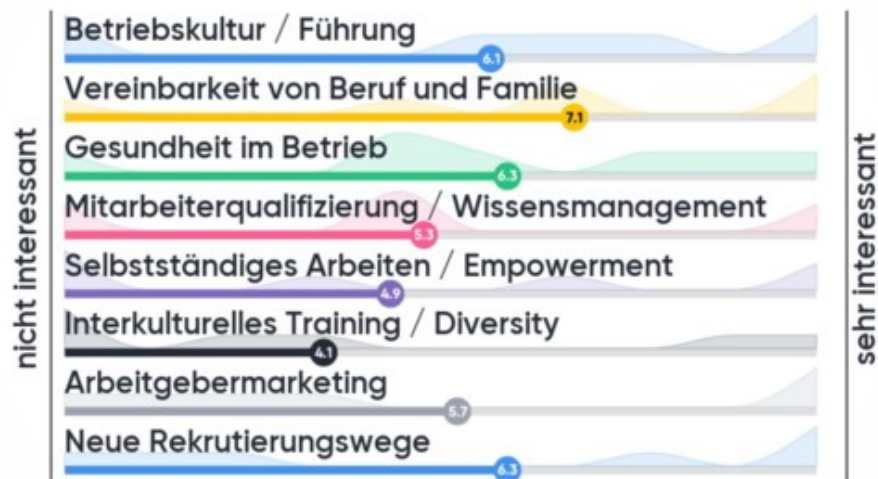 Betriebskultur / Führung
6.1
Vereinbarkeit von Beruf und Familie
7.1
Gesundheit im Betrieb
6.3
Mitarbeiterqualifizierung / Wissensmanagement
5.3
Selbstständiges Arbeiten / Empowerment
4.9
Interkulturelles Training / Diversity
4.1
Arbeitgebermarketing
5.7
Neue Rekrutierungswege
6.3
nicht interessant
sehr interessant